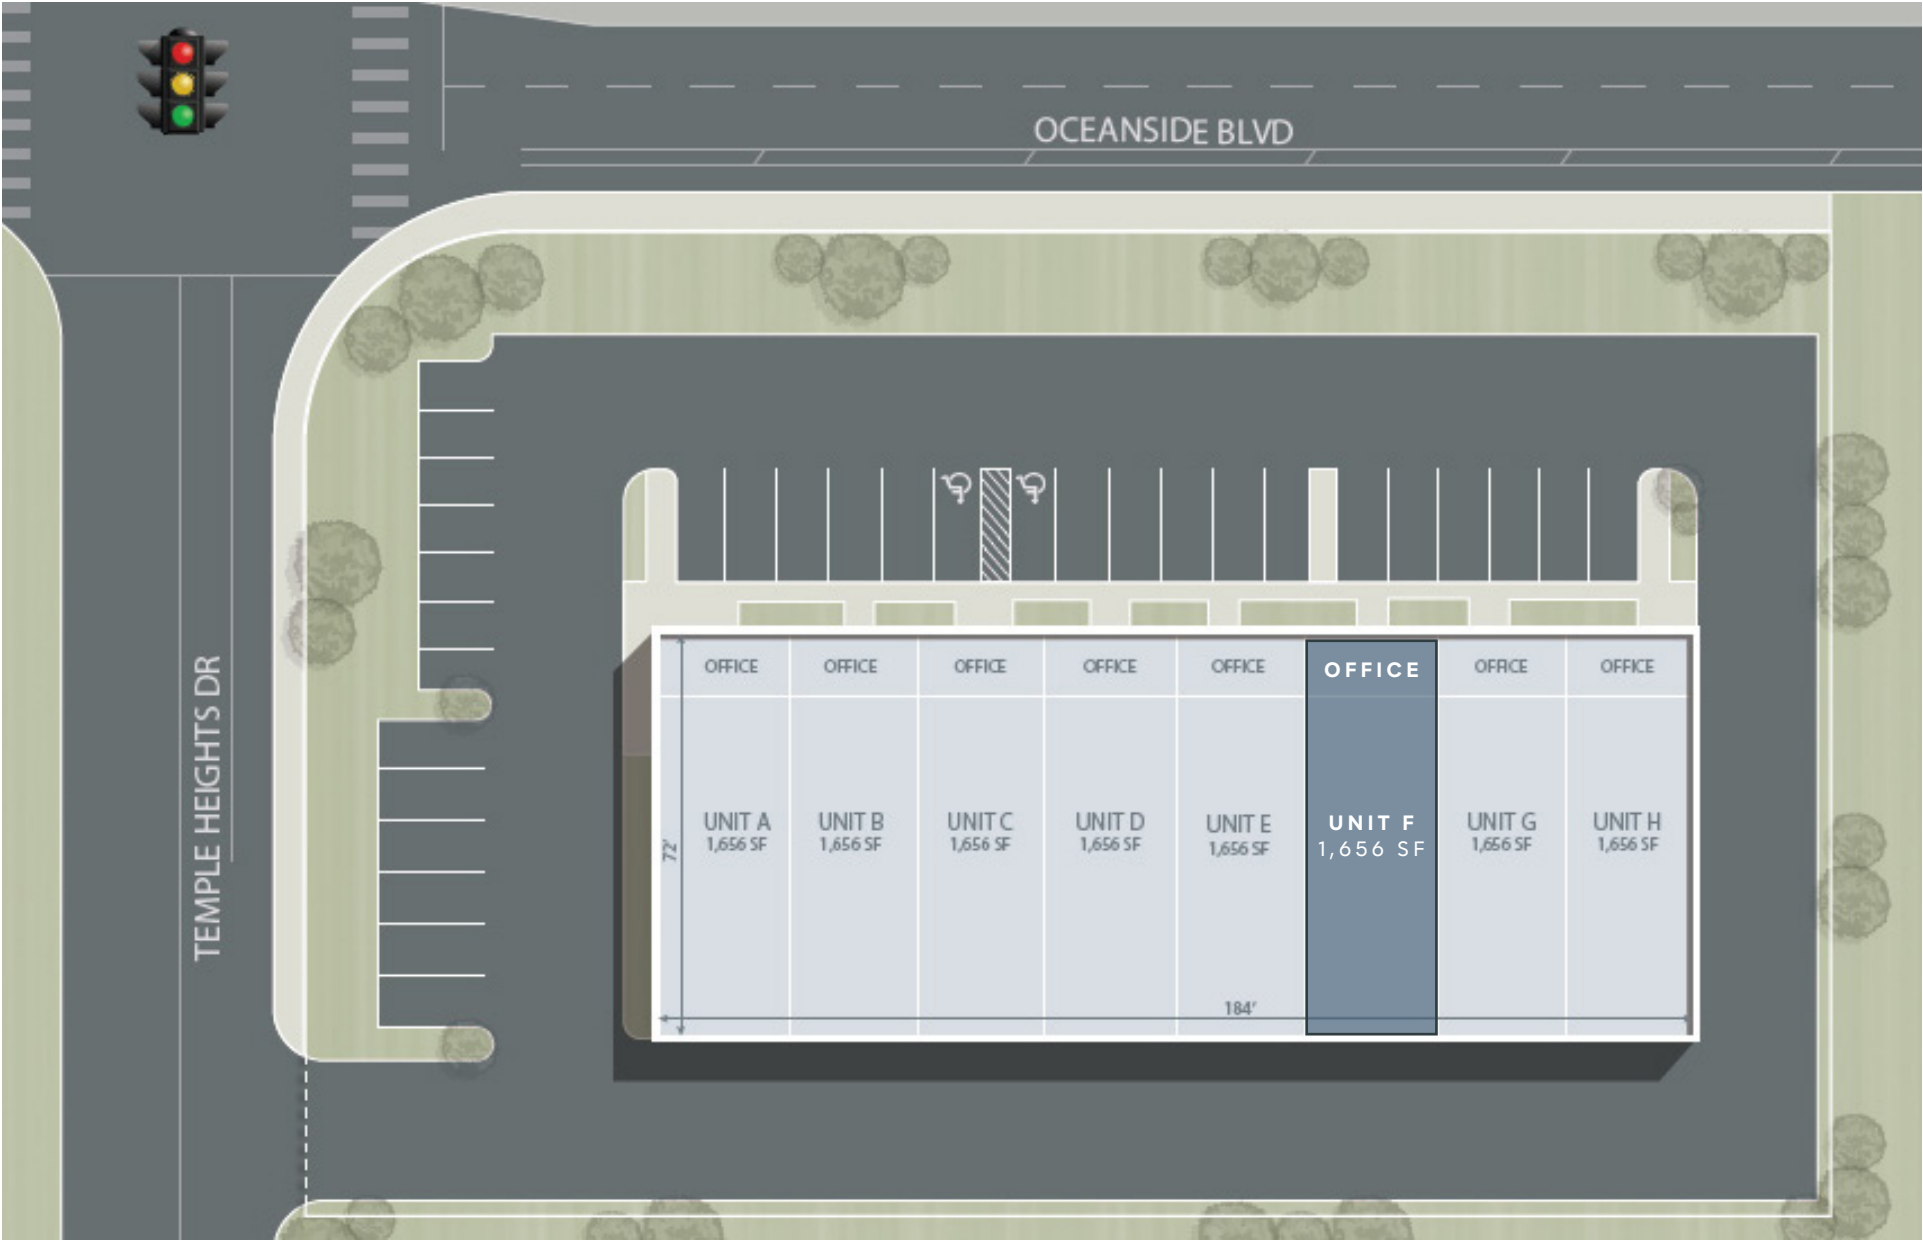 OCEANSIDE BLVD
TEMPLE HEIGHTS DR
OFFICE
OFFICE
OFFICE
OFFICE
OFFICE
OFFICE
OFFICE
OFFICE
UNIT A
1,656 SF
UNIT B
1,656 SF
UNIT C
1,656 SF
UNIT D
1,656 SF
UNIT E
1,656 SF
UNIT F
1,656 SF
UNIT G
1,656 SF
UNIT H
1,656 SF
72'
184'